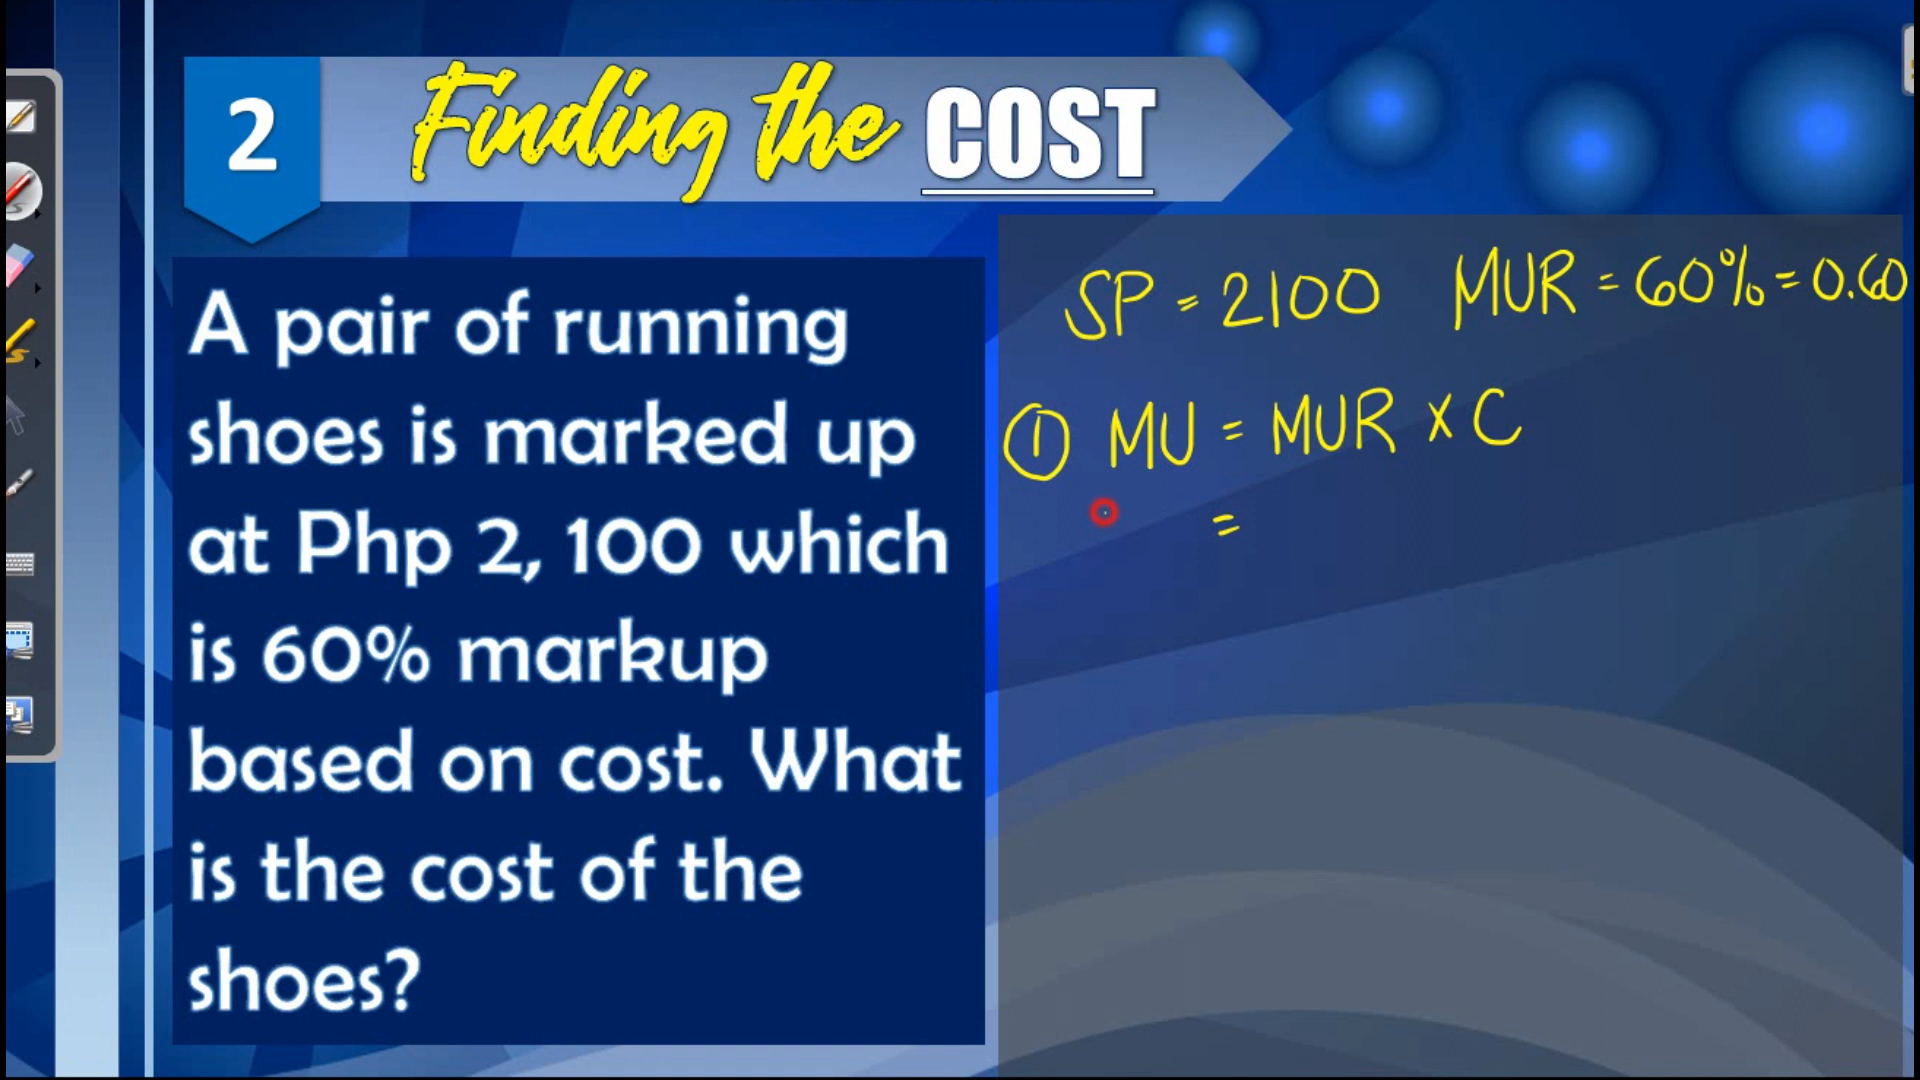 2
Finding the COST
A pair of running
shoes is marked up
at Php 2, 100 which
is 60% markup
based on cost. What
is the cost of the
shoes?
SP = 2100 MUR = 60% = 0.60
① MU = MUR x C
=